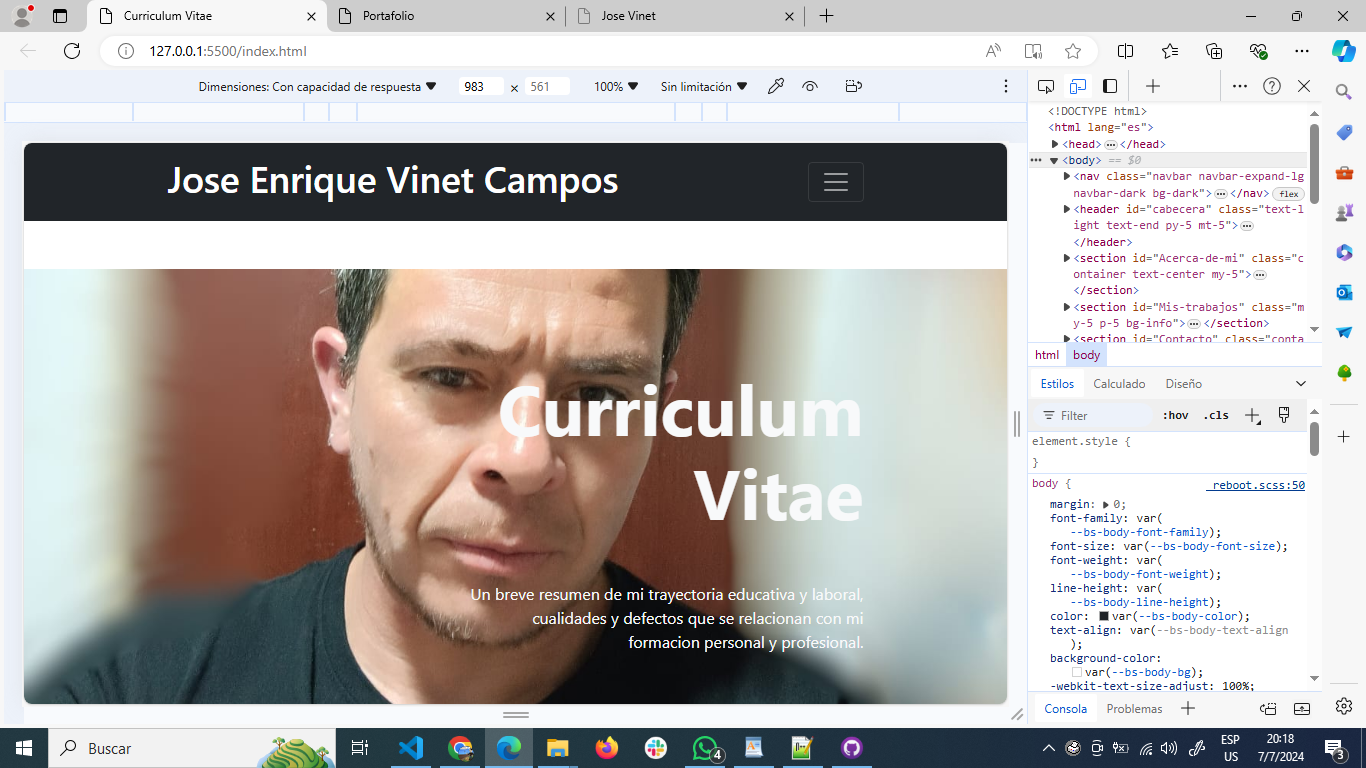 Curriculum Vitae
Portafolio
Jose Vinet
127.0.0.1:5500/index.html
Dimensiones: Con capacidad de respuesta
983 × 561
100%
Sin limitación
Jose Enrique Vinet Campos
Curriculum
Vitae
Un breve resumen de mi trayectoria educativa y laboral,
cualidades y defectos que se relacionan con mi
formacion personal y profesional.
<!DOCTYPE html>
<html lang="es">
<head> </head>
<body> == $0
<nav class="navbar navbar-expand-lg
navbar-dark bg-dark"> </nav> flex
<header id="cabecera" class="text-l
ight text-end py-5 mt-5">
</header>
<section id="Acerca-de-mi" class="c
ontainer text-center my-5">
</section>
<section id="Mis-trabajos" class="m
y-5 p-5 bg-info"> </section>
<section id="Contacto" class="conta
html body
Estilos Calculado Diseño
Filter :hov .cls
element.style {
}
body { _reboot.scss:50
margin: 0;
font-family: var(
--bs-body-font-family);
font-size: var(--bs-body-font-size);
font-weight: var(
--bs-body-font-weight);
line-height: var(
--bs-body-line-height);
color: var(--bs-body-color);
text-align: var(--bs-body-text-align
);
background-color:
var(--bs-body-bg);
-webkit-text-size-adjust: 100%;
Consola Problemas
Buscar
4
ESP
US
20:18
7/7/2024
3